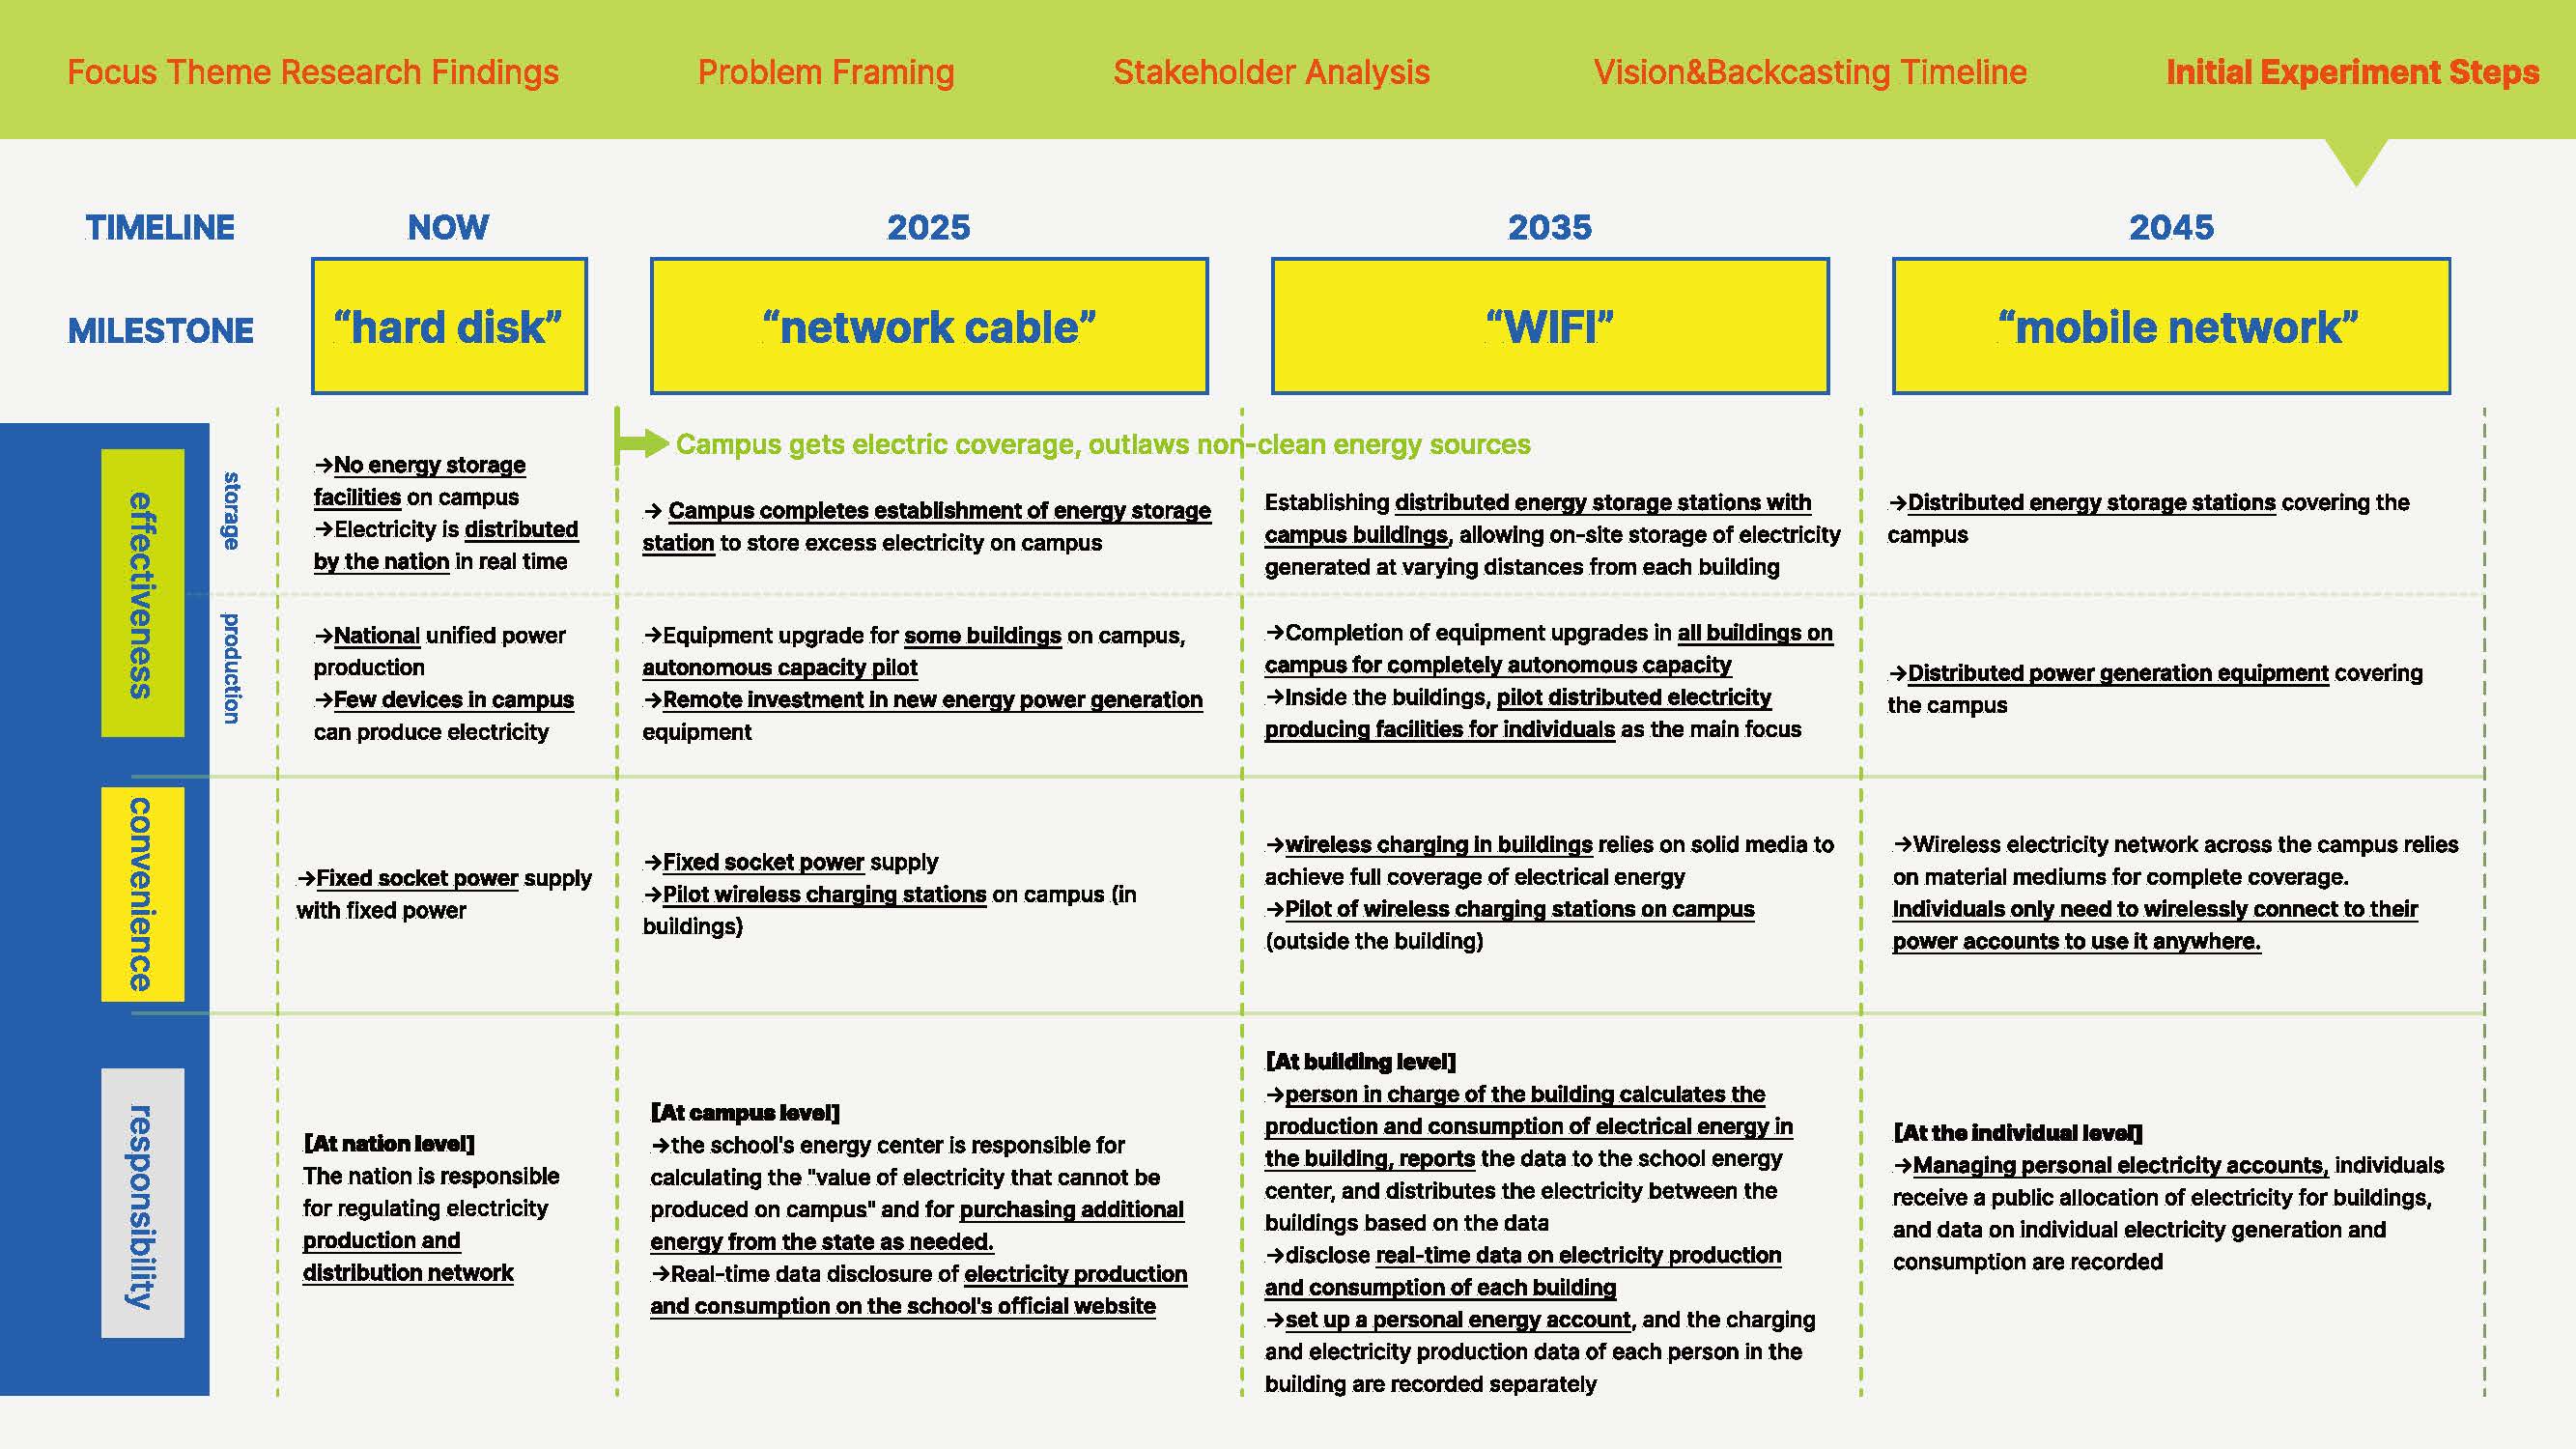 Focus Theme Research Findings
Problem Framing
Stakeholder Analysis
Vision&Backcasting Timeline
Initial Experiment Steps
TIMELINE
NOW
2025
2035
2045
MILESTONE
“hard disk”
“network cable”
“WIFI”
“mobile network”
Campus gets electric coverage, outlaws non-clean energy sources
effectiveness
storage
→No energy storage
facilities on campus
→Electricity is distributed
by the nation in real time
→ Campus completes establishment of energy storage
station to store excess electricity on campus
Establishing distributed energy storage stations with
campus buildings, allowing on-site storage of electricity
generated at varying distances from each building
→Distributed energy storage stations covering the
campus
production
→National unified power
production
→Few devices in campus
can produce electricity
→Equipment upgrade for some buildings on campus,
autonomous capacity pilot
→Remote investment in new energy power generation
equipment
→Completion of equipment upgrades in all buildings on
campus for completely autonomous capacity
→Inside the buildings, pilot distributed electricity
producing facilities for individuals as the main focus
→Distributed power generation equipment covering
the campus
convenience
→Fixed socket power supply
with fixed power
→Fixed socket power supply
→Pilot wireless charging stations on campus (in
buildings)
→wireless charging in buildings relies on solid media to
achieve full coverage of electrical energy
→Pilot of wireless charging stations on campus
(outside the building)
→Wireless electricity network across the campus relies
on material mediums for complete coverage.
Individuals only need to wirelessly connect to their
power accounts to use it anywhere.
responsibility
[At nation level]
The nation is responsible
for regulating electricity
production and
distribution network
[At campus level]
→the school's energy center is responsible for
calculating the "value of electricity that cannot be
produced on campus" and for purchasing additional
energy from the state as needed.
→Real-time data disclosure of electricity production
and consumption on the school's official website
[At building level]
→person in charge of the building calculates the
production and consumption of electrical energy in
the building, reports the data to the school energy
center, and distributes the electricity between the
buildings based on the data
→disclose real-time data on electricity production
and consumption of each building
→set up a personal energy account, and the charging
and electricity production data of each person in the
building are recorded separately
[At the individual level]
→Managing personal electricity accounts, individuals
receive a public allocation of electricity for buildings,
and data on individual electricity generation and
consumption are recorded